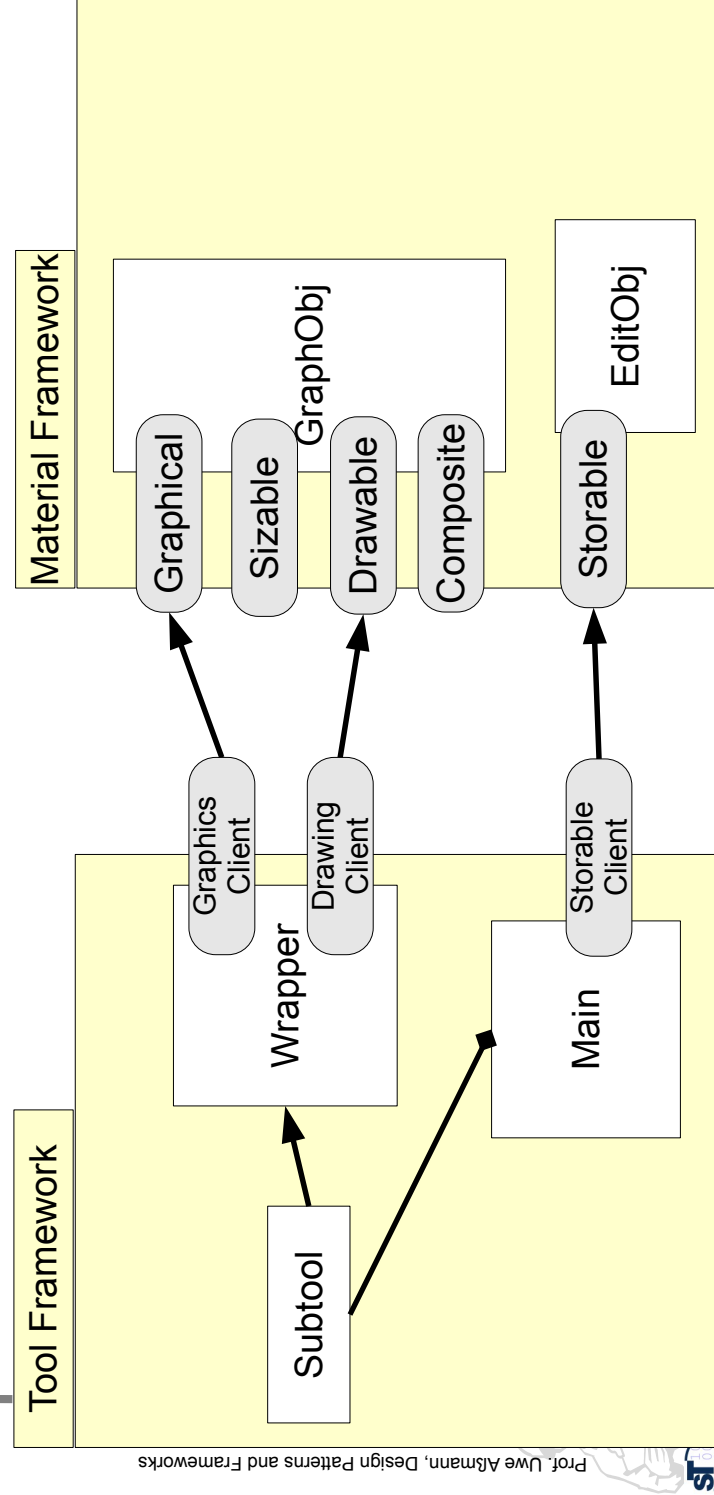 Tool Framework
Material Framework
Subtool
Wrapper
Graphics
Client
Drawing
Client
Main
Storable
Client
Graphical
Sizable
Drawable
Composite
GraphObj
Storable
EditObj
Prof. Uwe Aßmann, Design Patterns and Frameworks